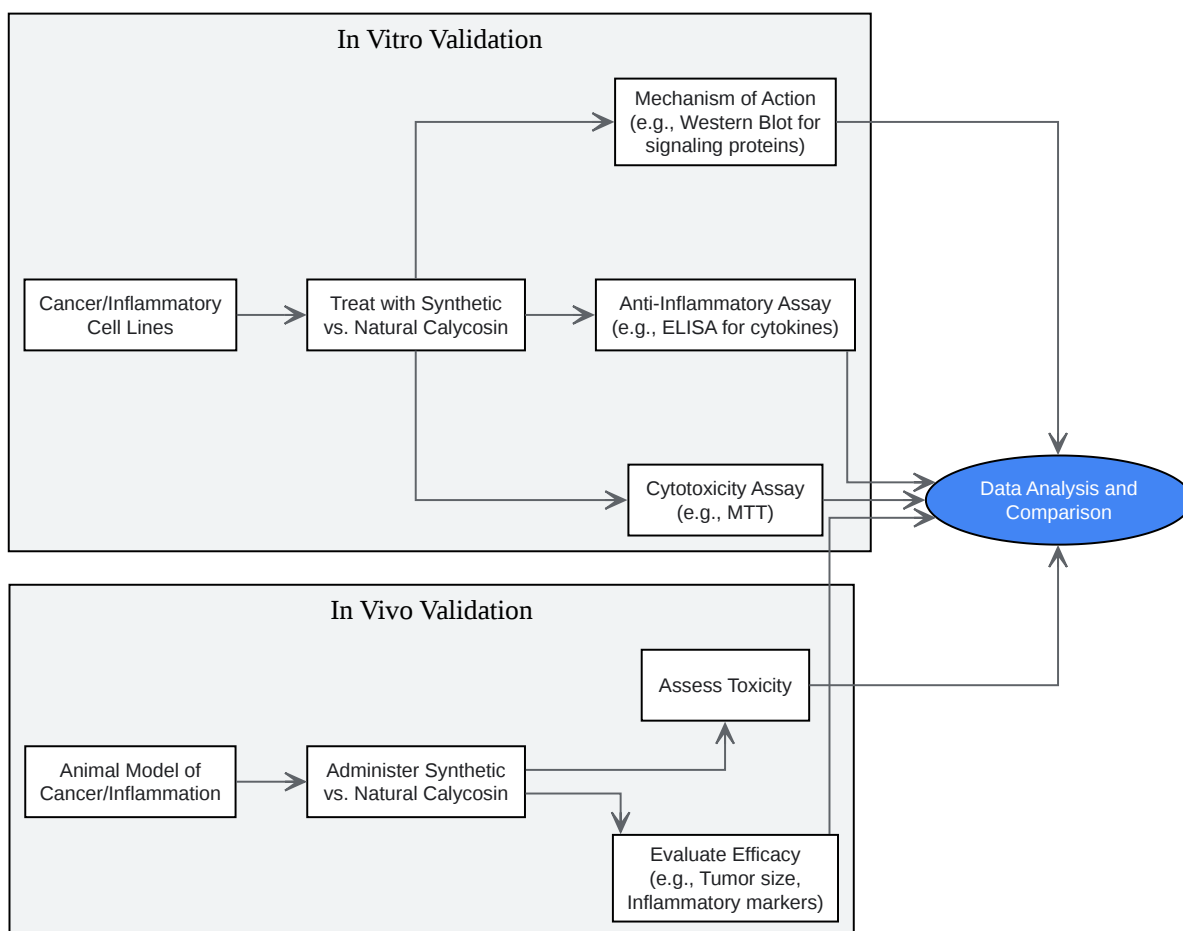 In Vitro Validation
Mechanism of Action
(e.g., Western Blot for
signaling proteins)
Cancer/Inflammatory
Cell Lines
Treat with Synthetic
vs. Natural Calycosin
Anti-Inflammatory Assay
(e.g., ELISA for cytokines)
Cytotoxicity Assay
(e.g., MTT)
Data Analysis and
Comparison
In Vivo Validation
Assess Toxicity
Animal Model of
Cancer/Inflammation
Administer Synthetic
vs. Natural Calycosin
Evaluate Efficacy
(e.g., Tumor size,
Inflammatory markers)